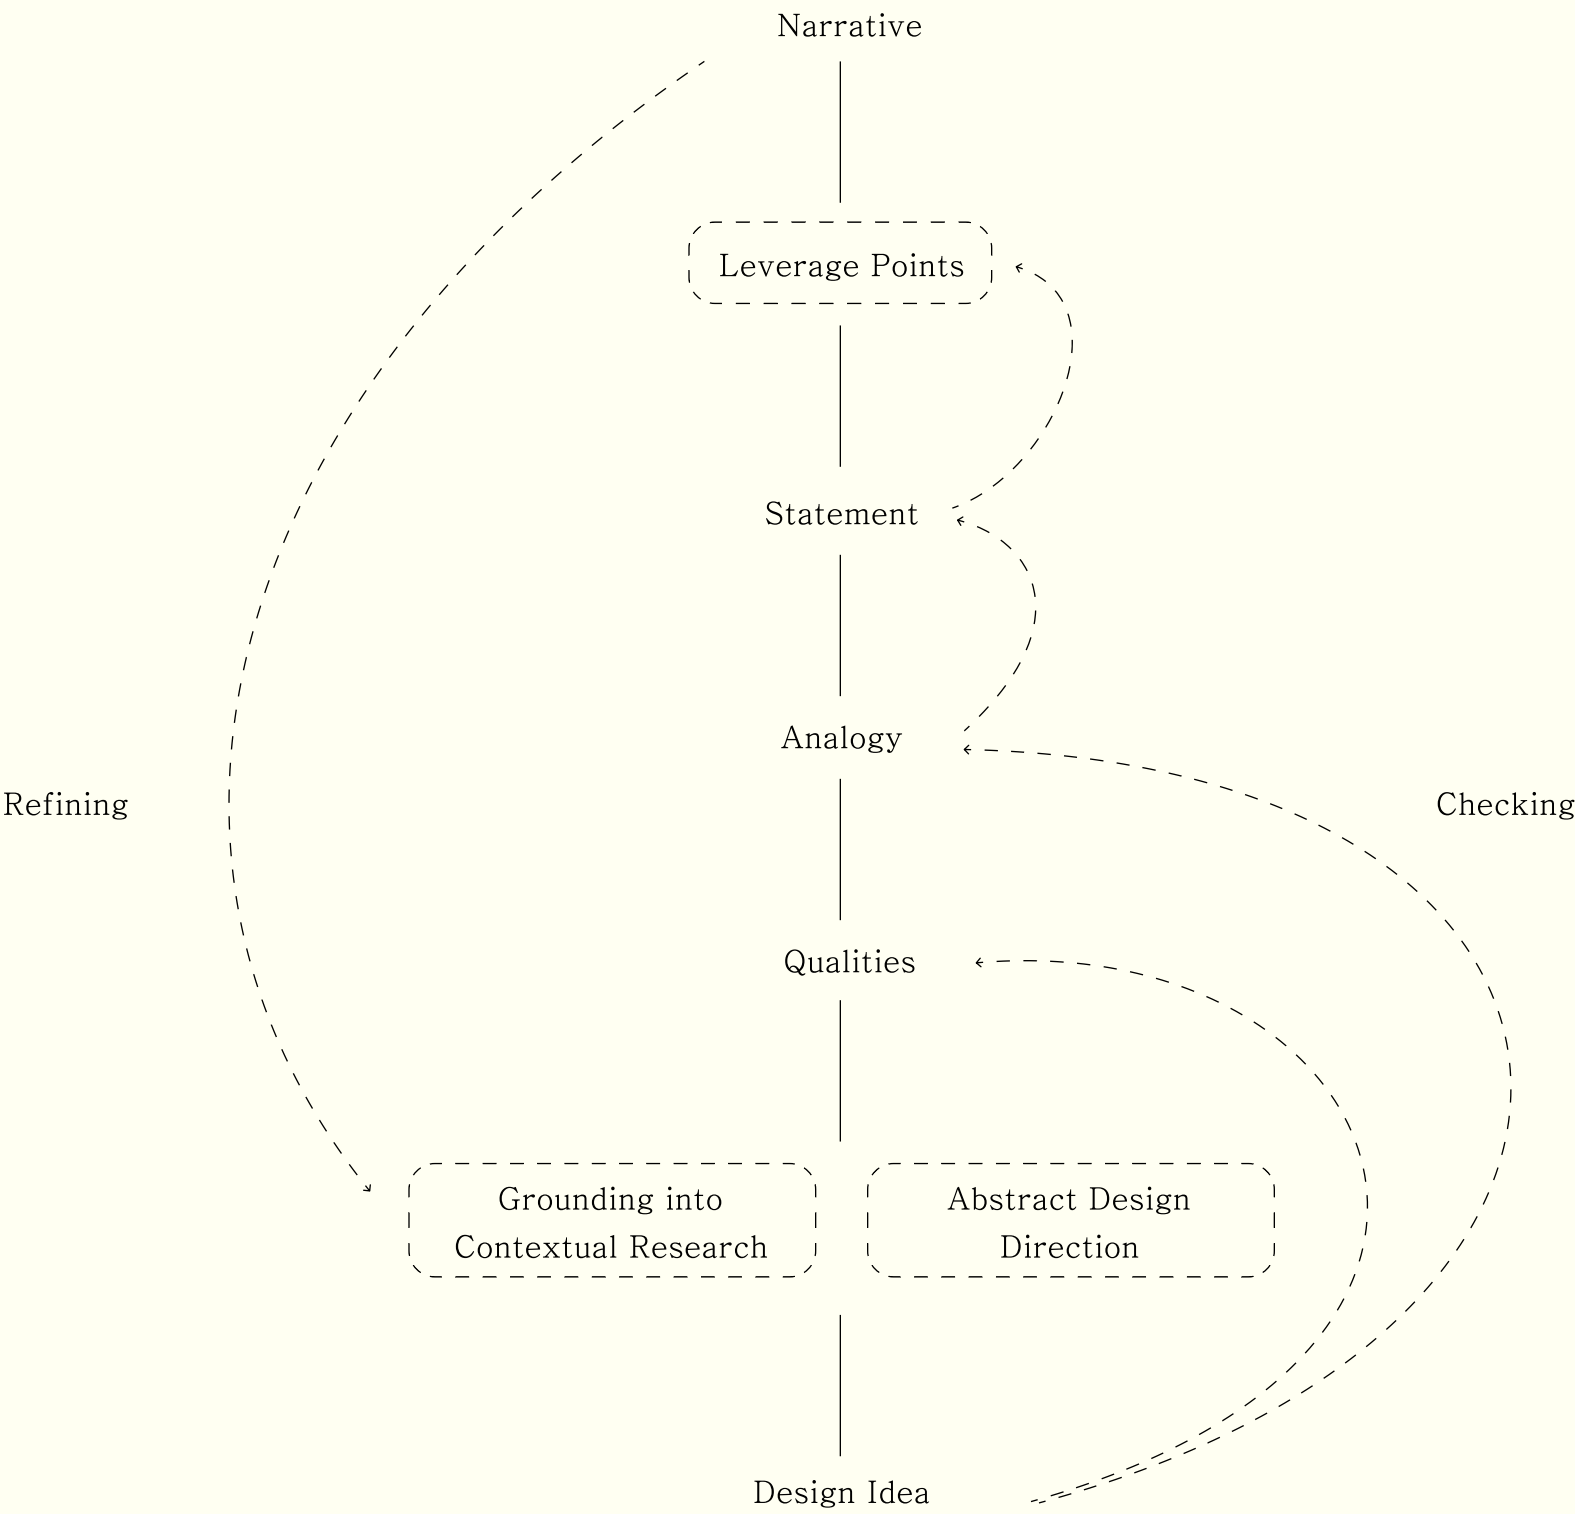 Narrative
Leverage Points
Statement
Analogy
Refining
Checking
Qualities
Grounding into
Contextual Research
Abstract Design
Direction
Design Idea